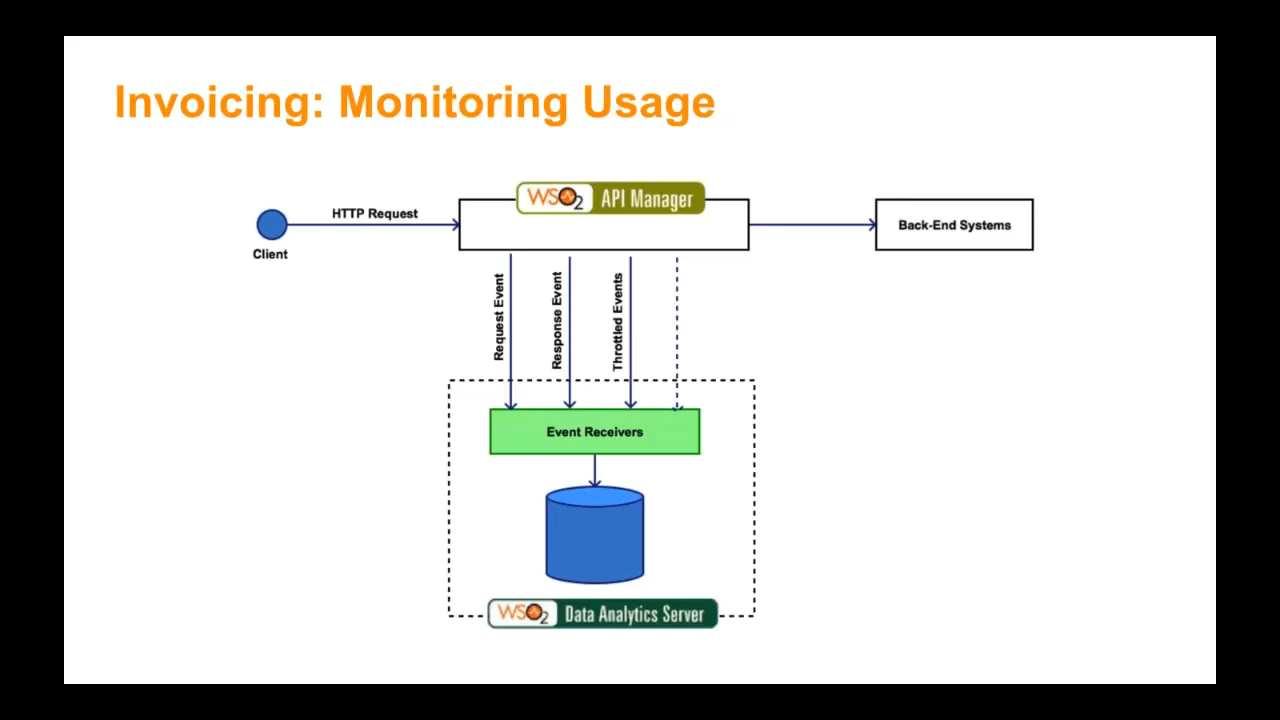 Invoicing: Monitoring Usage
WSO2 API Manager
HTTP Request
Back-End Systems
Client
Request Event
Response Event
Throttled Events
Event Receivers
WSO2 Data Analytics Server